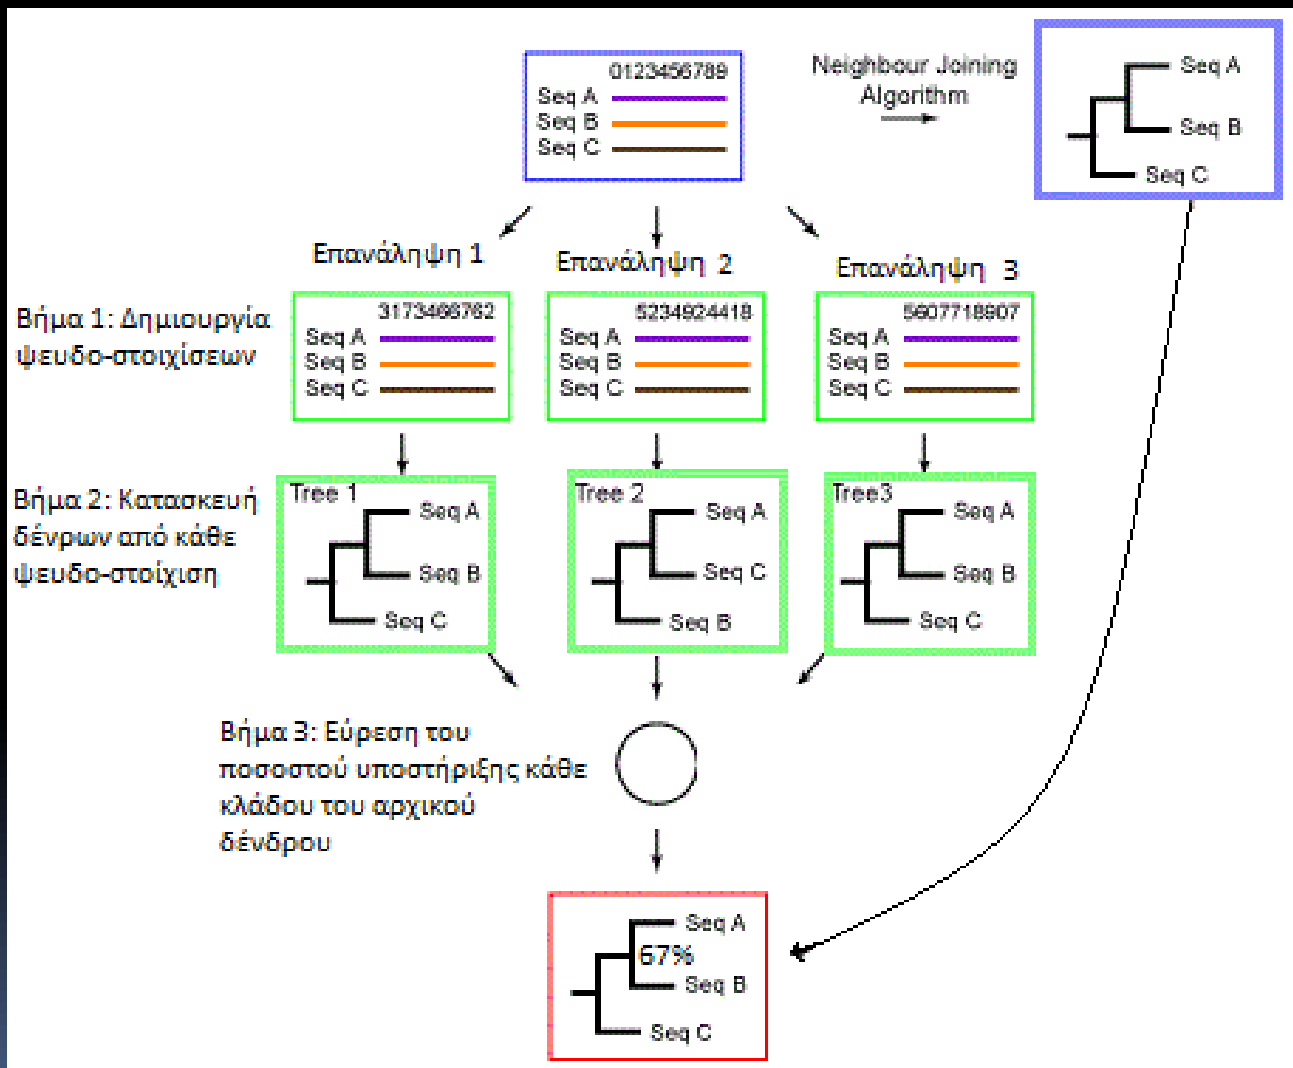 0123456789
Seq A
Seq B
Seq C
Neighbour Joining
Algorithm
Seq A
Seq B
Seq C
Επανάληψη 1
Επανάληψη 2
Επανάληψη 3
Βήμα 1: Δημιουργία
ψευδο-στοιχίσεων
3173466762
Seq A
Seq B
Seq C
5234924418
Seq A
Seq B
Seq C
5607718907
Seq A
Seq B
Seq C
Βήμα 2: Κατασκευή
δένρων από κάθε
ψευδο-στοίχιση
Tree 1
Seq A
Seq B
Seq C
Tree 2
Seq A
Seq C
Seq B
Tree3
Seq A
Seq B
Seq C
Βήμα 3: Εύρεση του
ποσοστού υποστήριξης κάθε
κλάδου του αρχικού
δένδρου
Seq A
67%
Seq B
Seq C